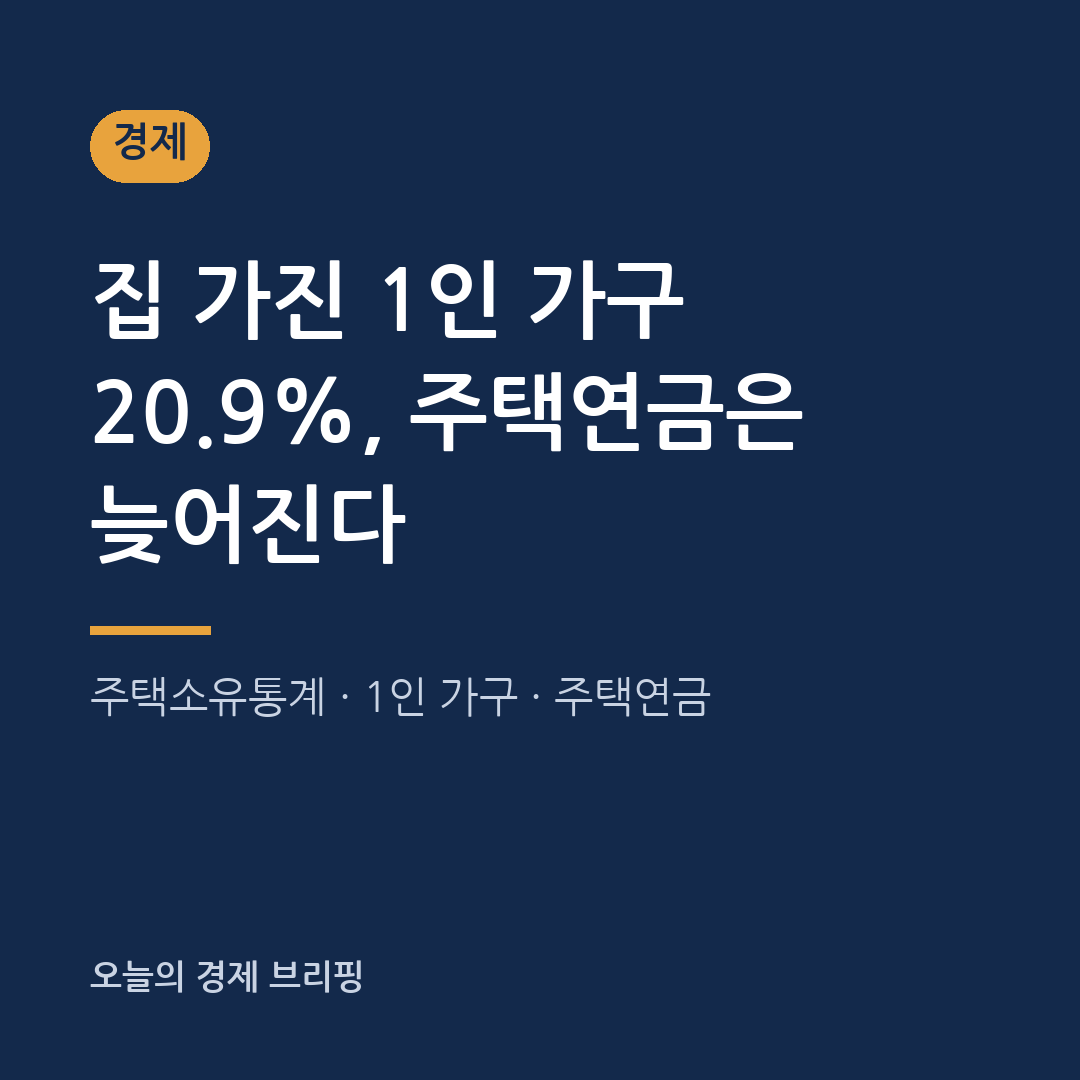 경제
집 가진 1인 가구
20.9%, 주택연금은
늦어진다
주택소유통계 · 1인 가구 · 주택연금
오늘의 경제 브리핑